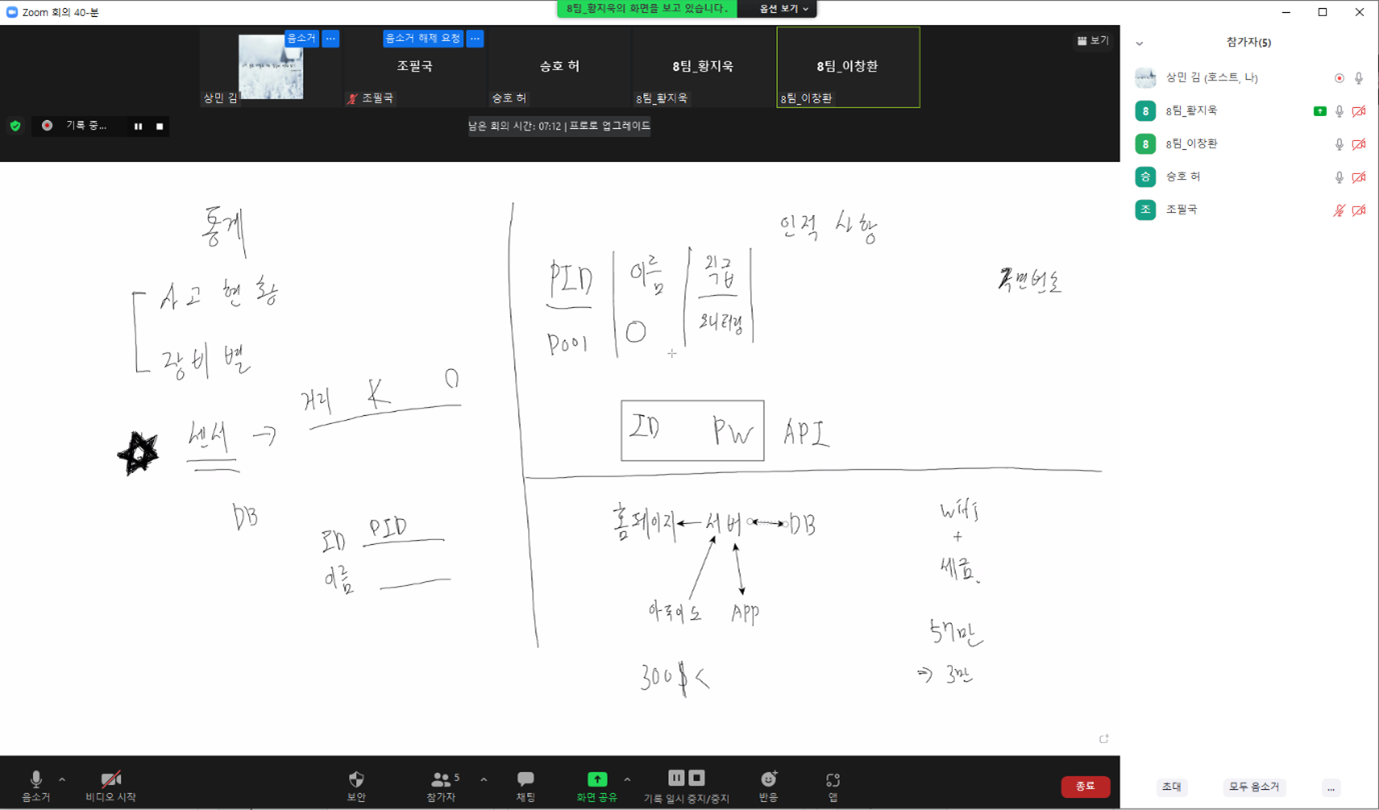 Zoom 회의 40-분
8팀_황지욱의 화면을 보고 있습니다.
옵션 보기
음소거
음소거 해제 요청
조필국
승호 허
8팀_황지욱
8팀_이창환
상민 김
조필국
승호 허
8팀_황지욱
8팀_이창환
보기
기록 중...
남은 회의 시간: 07:12 | 프로로 업그레이드
참가자(5)
상민 김 (호스트, 나)
8 8팀_황지욱
8 8팀_이창환
승 승호 허
조 조필국
통계
사고 현황
장비 별
센서 → 거리 K O
DB
ID PID
이름
인적 사항
PID 이름 직급
P001 O 모니터링
ID PW API
홈페이지 서버 DB
아두이노 APP
300$ <
wifi
+
세금
57만
⇒ 3만
음소거
비디오 시작
보안
참가자 5
채팅
화면 공유
기록 일시 중지/중지
반응
앱
종료
초대
모두 음소거
...